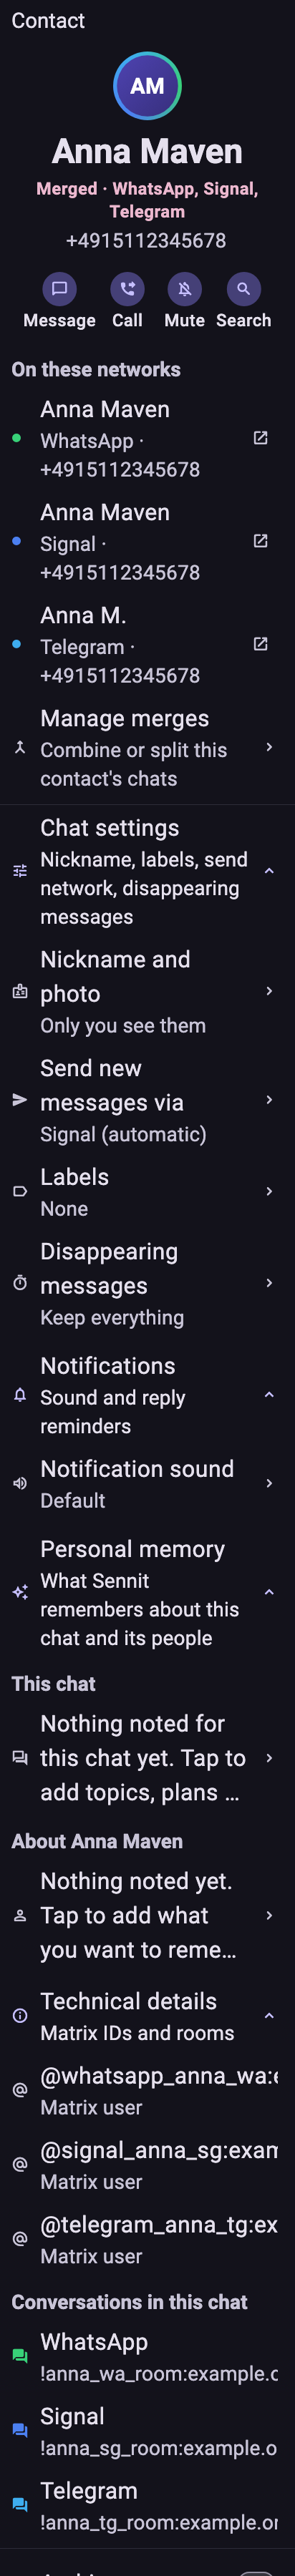 Contact
AM
Anna Maven
Merged · WhatsApp, Signal,
Telegram
+4915112345678
Message Call Mute Search
On these networks
Anna Maven
WhatsApp ·
+4915112345678
Anna Maven
Signal ·
+4915112345678
Anna M.
Telegram ·
+4915112345678
Manage merges
Combine or split this
contact's chats
Chat settings
Nickname, labels, send
network, disappearing
messages
Nickname and
photo
Only you see them
Send new
messages via
Signal (automatic)
Labels
None
Disappearing
messages
Keep everything
Notifications
Sound and reply
reminders
Notification sound
Default
Personal memory
What Sennit
remembers about this
chat and its people
This chat
Nothing noted for
this chat yet. Tap to
add topics, plans …
About Anna Maven
Nothing noted yet.
Tap to add what
you want to reme…
Technical details
Matrix IDs and rooms
@whatsapp_anna_wa:e
Matrix user
@signal_anna_sg:exam
Matrix user
@telegram_anna_tg:ex
Matrix user
Conversations in this chat
WhatsApp
!anna_wa_room:example.o
Signal
!anna_sg_room:example.o
Telegram
!anna_tg_room:example.or